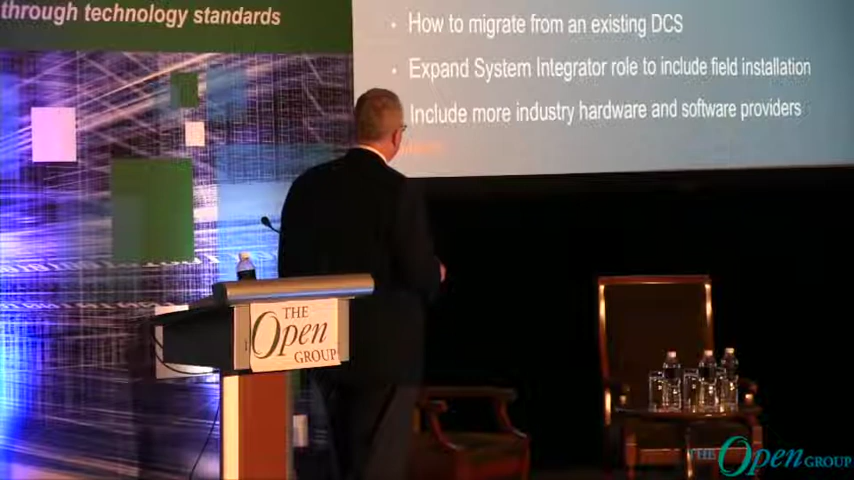 through technology standards
• How to migrate from an existing DCS
• Expand System Integrator role to include field installation
Include more industry hardware and software providers
THE
Open
GROUP
THE Open GROUP